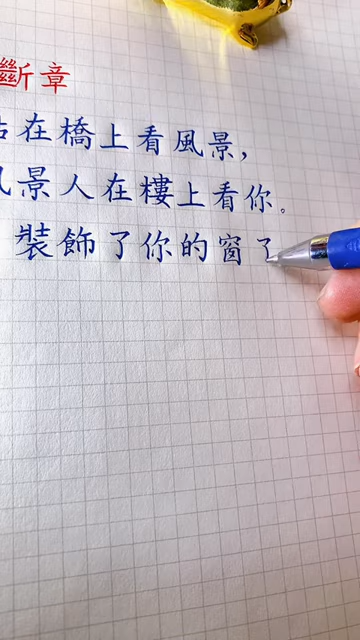 斷章
在橋上看風景,
景人在樓上看你。
裝飾了你的窗